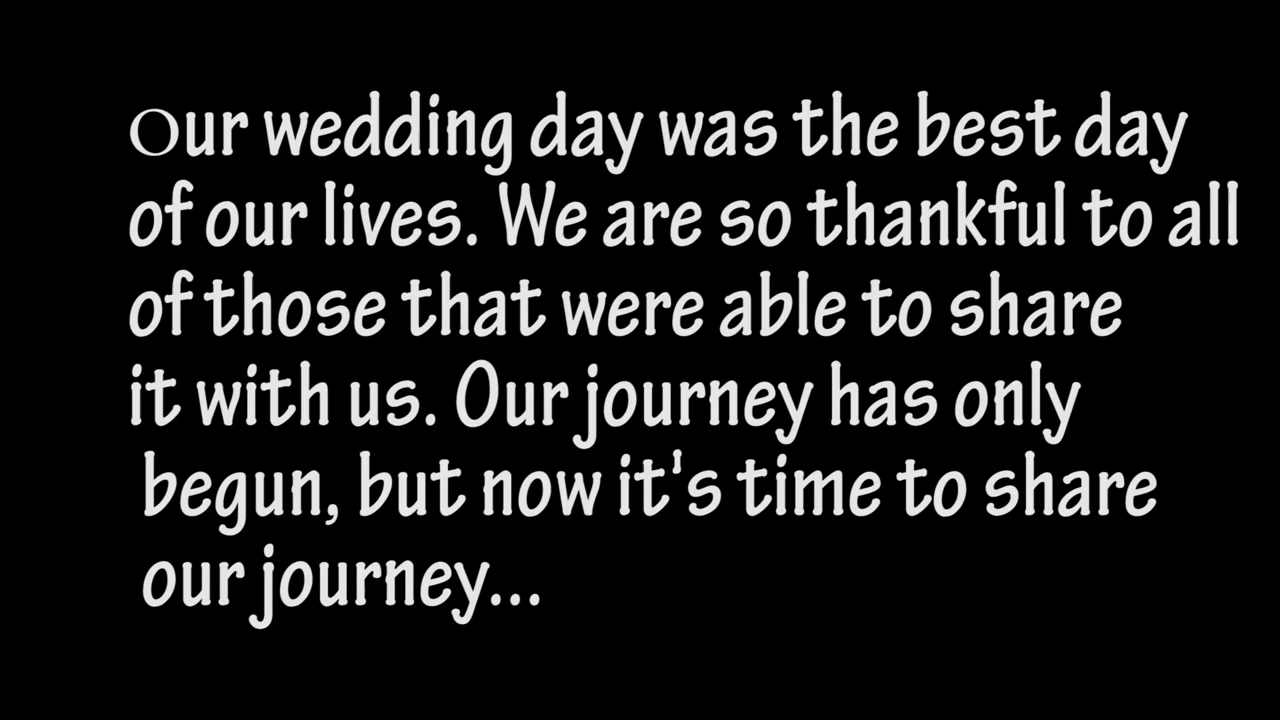 Our wedding day was the best day
of our lives. We are so thankful to all
of those that were able to share
it with us. Our journey has only
begun, but now it's time to share
our journey...